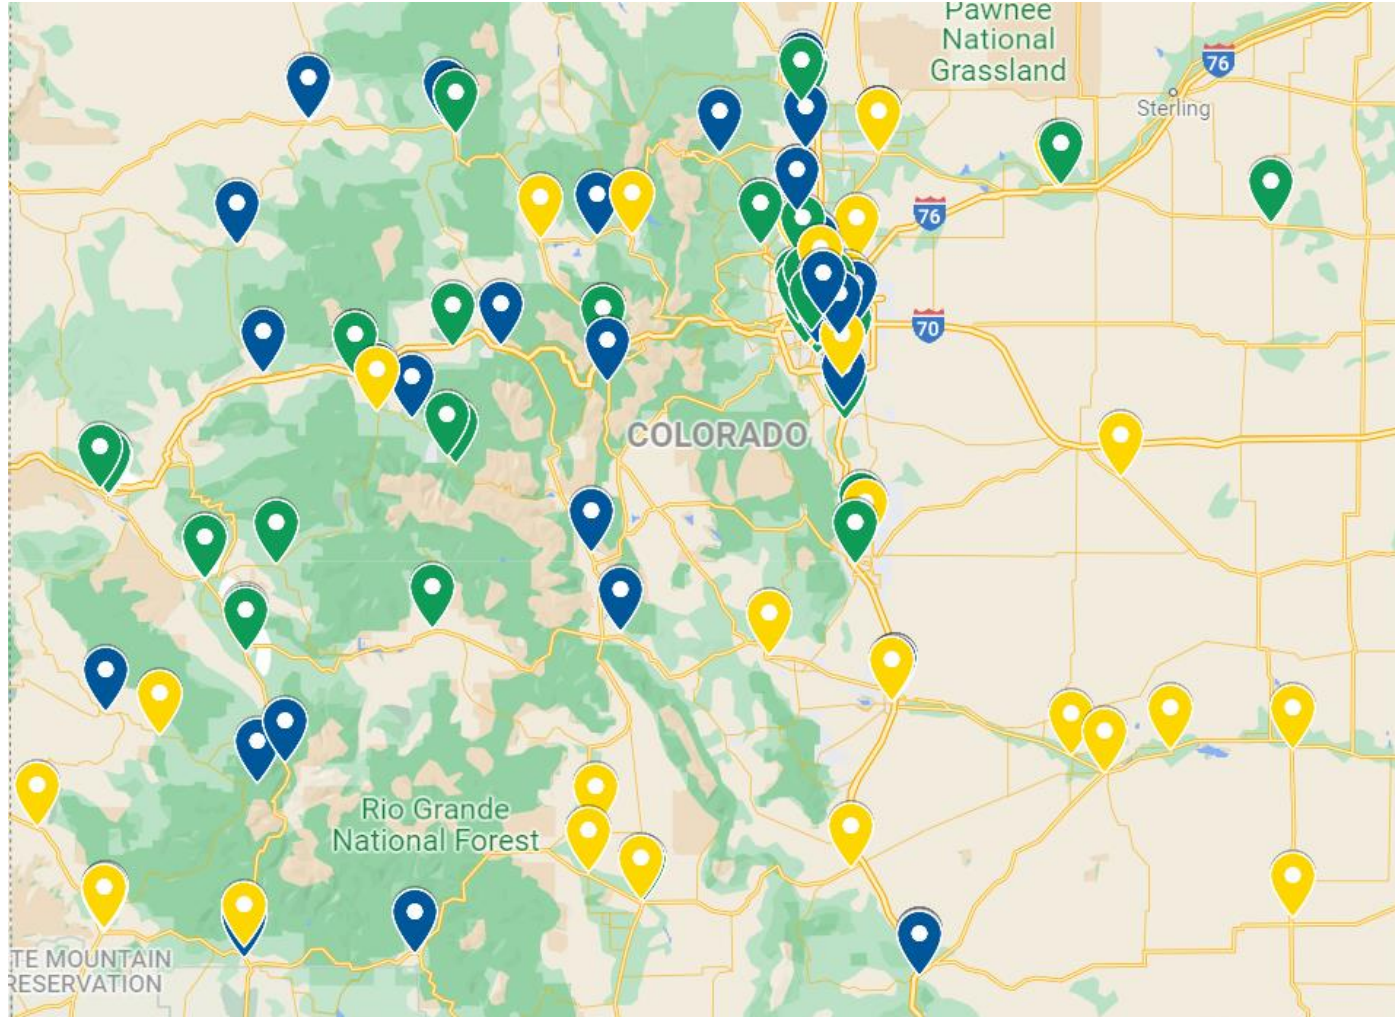 Pawnee
National
Grassland
76
Sterling
76
70
COLORADO
Rio Grande
National Forest
TE MOUNTAIN
RESERVATION